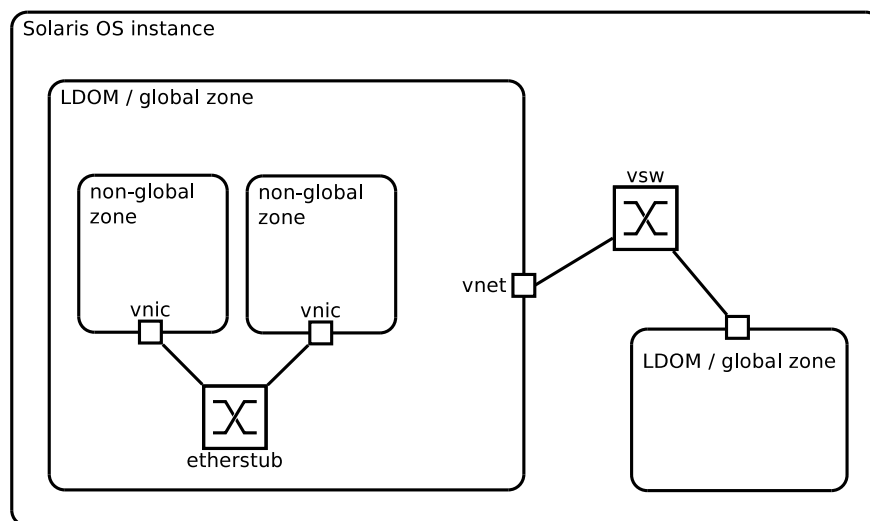 Solaris OS instance
LDOM / global zone
non-global
zone
non-global
zone
vnic
vnic
etherstub
vnet
vsw
LDOM / global zone